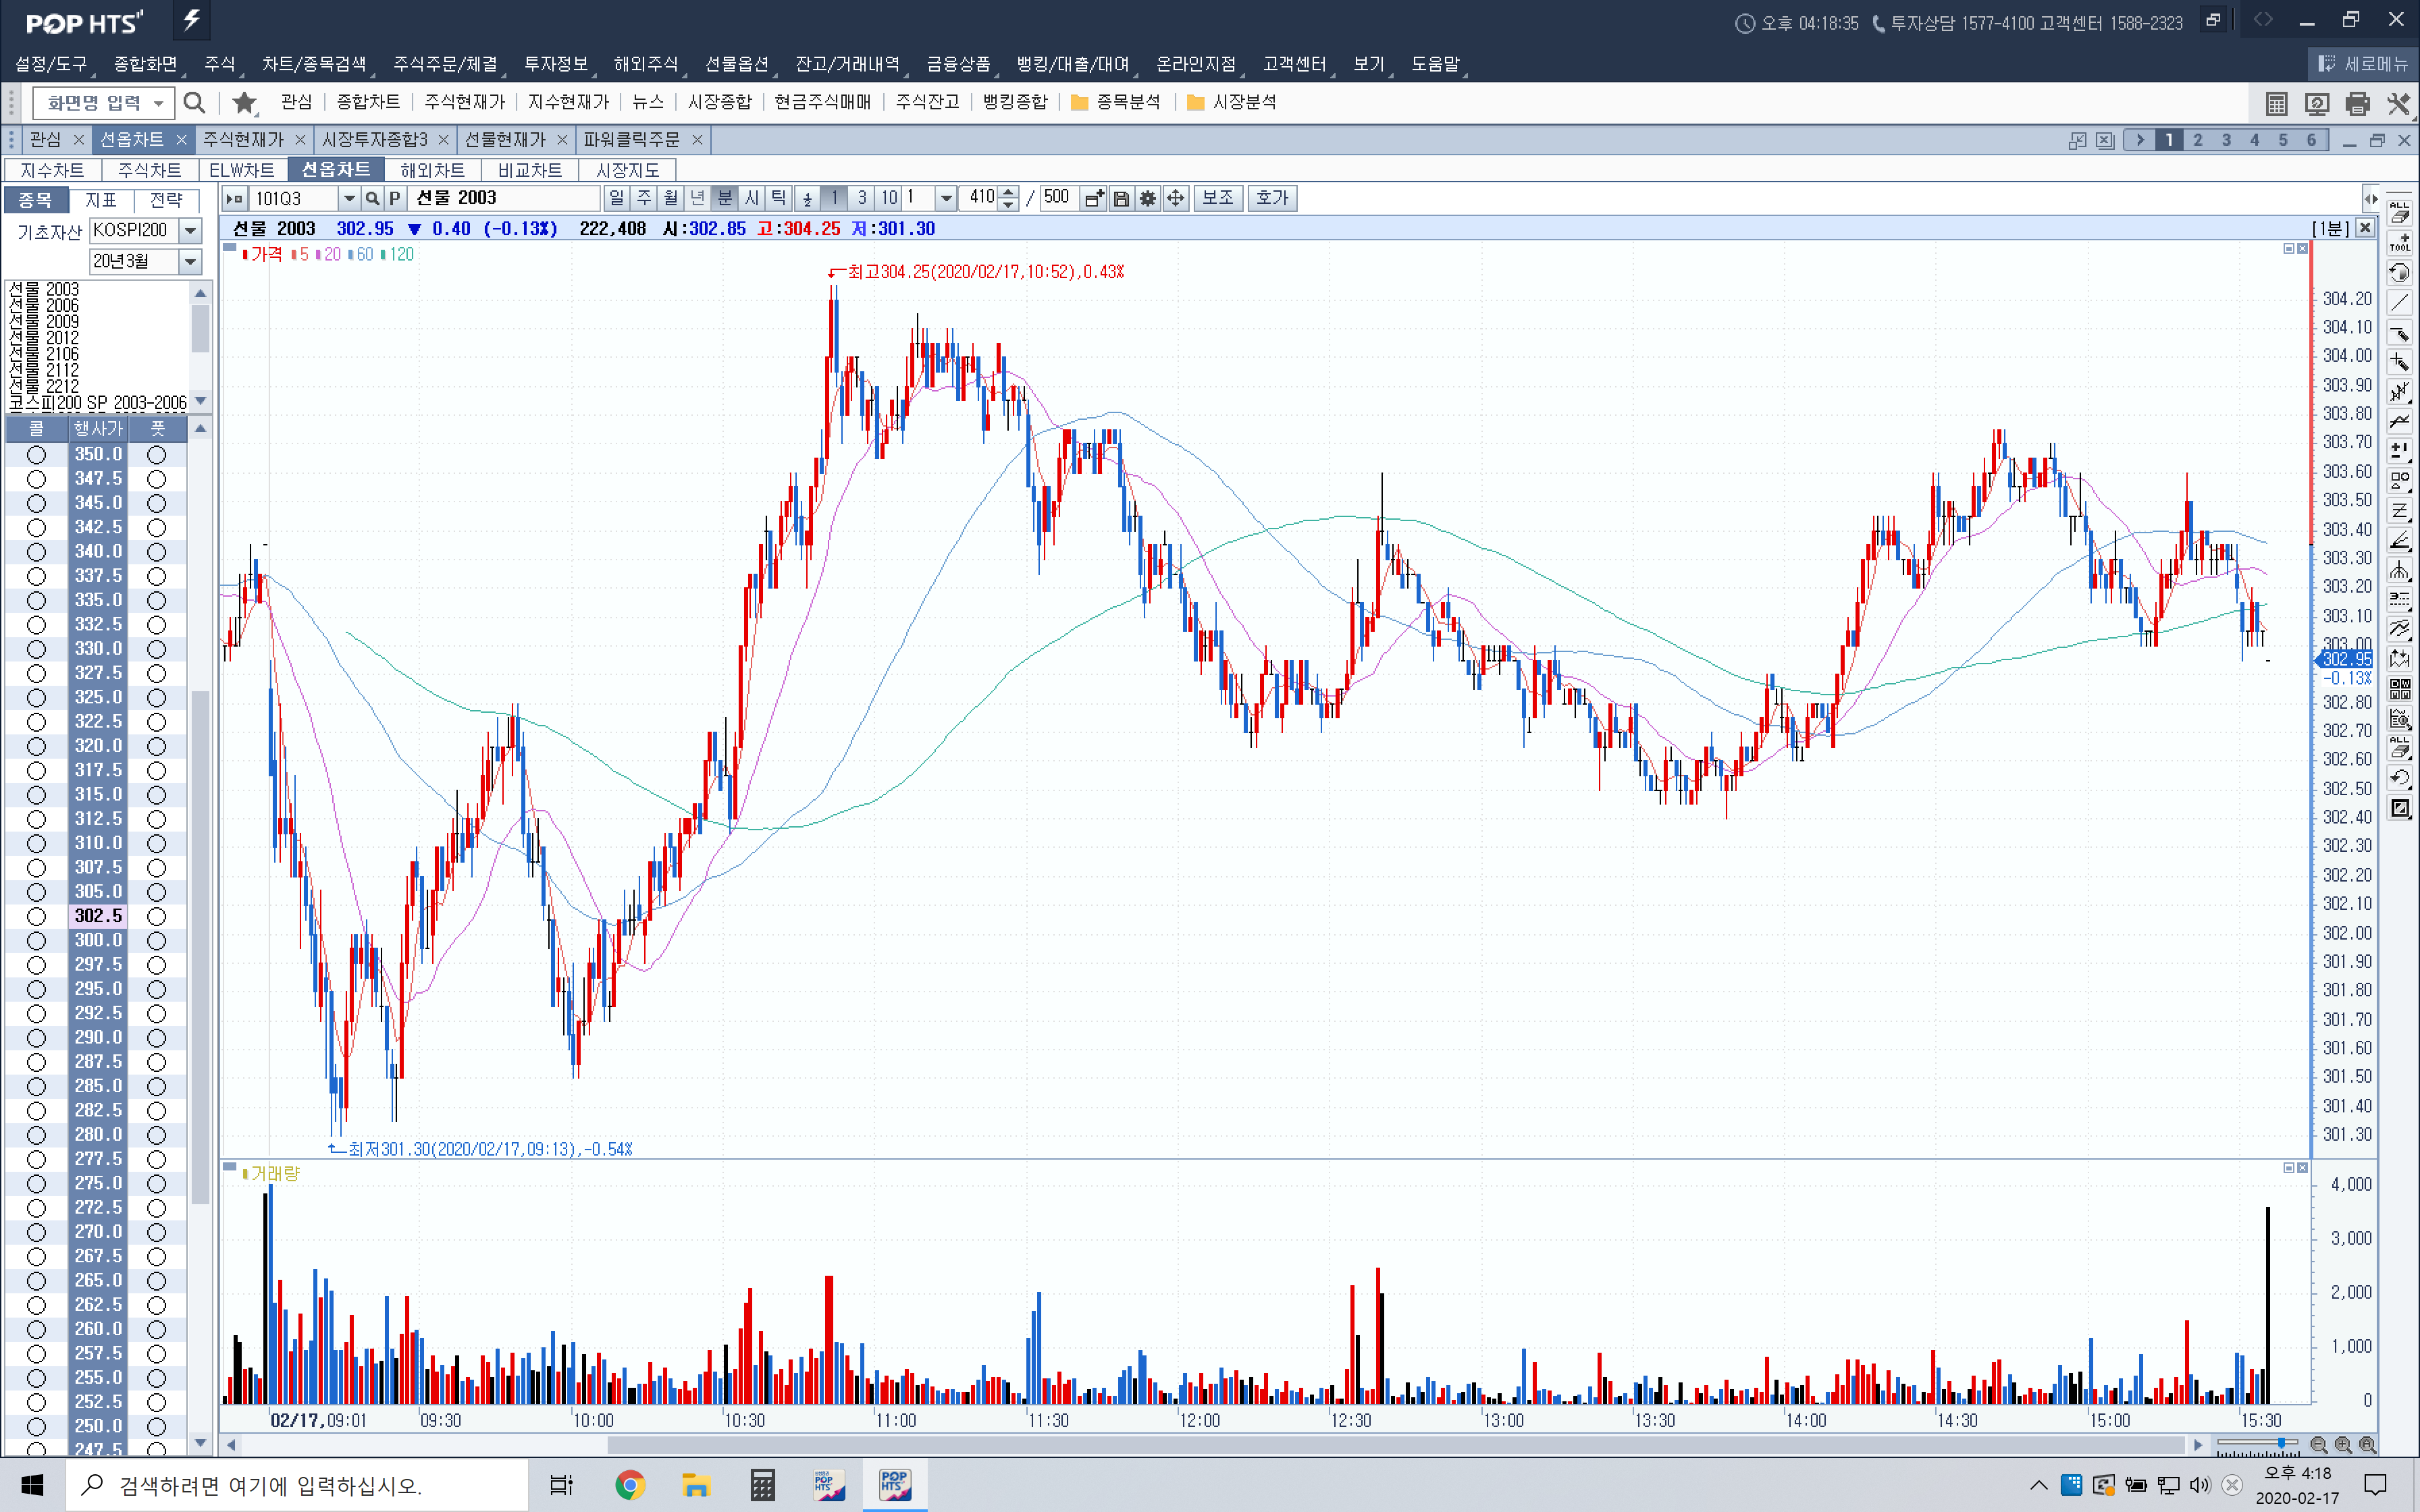 POP HTS
오후 04:18:35 투자상담 1577-4100 고객센터 1588-2323
설정/도구 종합화면 주식 차트/종목검색 주식주문/체결 투자정보 해외주식 선물옵션 잔고/거래내역 금융상품 뱅킹/대출/대여 온라인지점 고객센터 보기 도움말 세로메뉴
화면명 입력 관심 종합차트 주식현재가 지수현재가 뉴스 시장종합 현금주식매매 주식잔고 뱅킹종합 종목분석 시장분석
관심 선옵차트 주식현재가 시장투자종합3 선물현재가 파워클릭주문 1 2 3 4 5 6
지수차트 주식차트 ELW차트 선옵차트 해외차트 비교차트 시장지도
종목 지표 전략 101Q3 P 선물 2003 일 주 월 년 분 시 틱 1 3 10 1 410 / 500 보조 호가
기초자산 KOSPI200
20년3월
선물 2003 302.95 ▼ 0.40 (-0.13%) 222,408 시:302.85 고:304.25 저:301.30 [1분]
가격 5 20 60 120
선물 2003
선물 2006
선물 2009
선물 2012
선물 2106
선물 2112
선물 2212
코스피200 SP 2003-2006
콜 행사가 풋
350.0
347.5
345.0
342.5
340.0
337.5
335.0
332.5
330.0
327.5
325.0
322.5
320.0
317.5
315.0
312.5
310.0
307.5
305.0
302.5
300.0
297.5
295.0
292.5
290.0
287.5
285.0
282.5
280.0
277.5
275.0
272.5
270.0
267.5
265.0
262.5
260.0
257.5
255.0
252.5
250.0
247.5
최고304.25(2020/02/17,10:52),0.43%
최저301.30(2020/02/17,09:13),-0.54%
304.20
304.10
304.00
303.90
303.80
303.70
303.60
303.50
303.40
303.30
303.20
303.10
303.00
302.95
-0.13%
302.80
302.70
302.60
302.50
302.40
302.30
302.20
302.10
302.00
301.90
301.80
301.70
301.60
301.50
301.40
301.30
거래량
4,000
3,000
2,000
1,000
0
02/17,09:01 09:30 10:00 10:30 11:00 11:30 12:00 12:30 13:00 13:30 14:00 14:30 15:00 15:30
ALL
TOOL
ALL
검색하려면 여기에 입력하십시오.
POP HTS
POP HTS
오후 4:18
2020-02-17